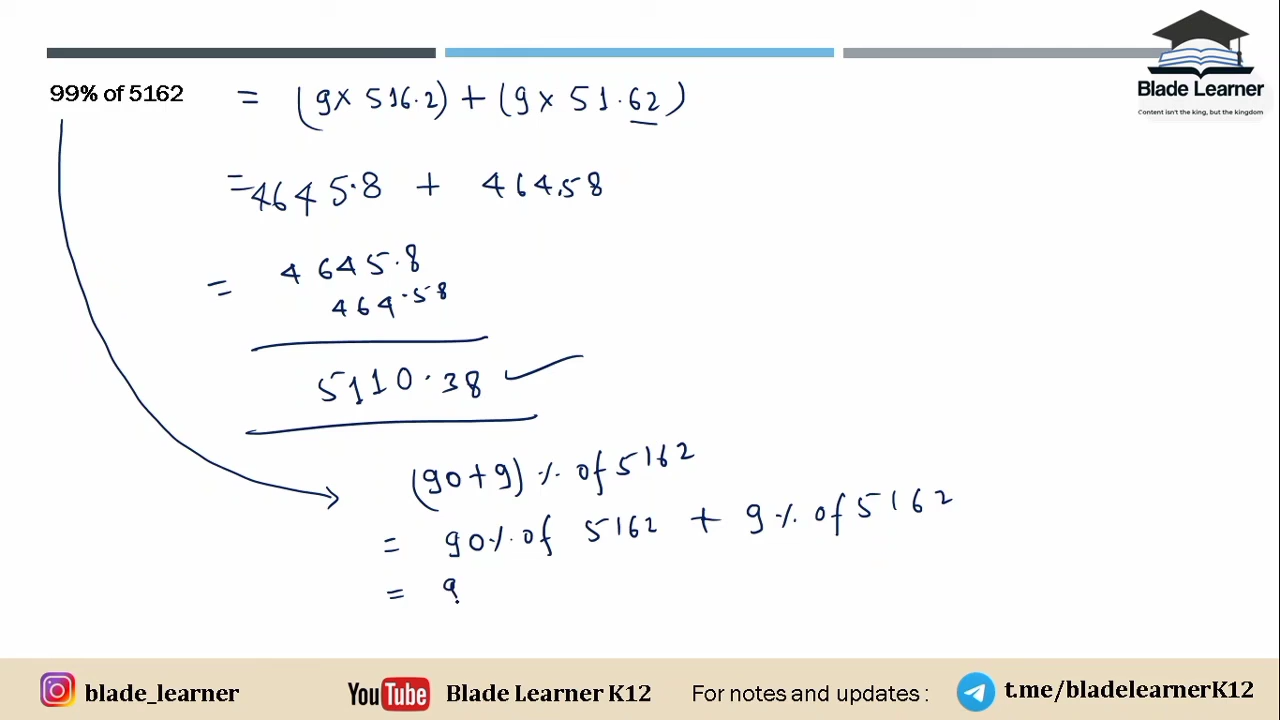 99% of 5162 = (9× 516.2) + (9× 51.62)
= 4645.8 + 464.58
= 4645.8
464.58
5110.38
(90+9) % of 5162
= 90% of 5162 + 9% of 5162
= 9
Blade Learner
Content isn't the king, but the kingdom
blade_learner
YouTube Blade Learner K12
For notes and updates :
t.me/bladelearnerK12